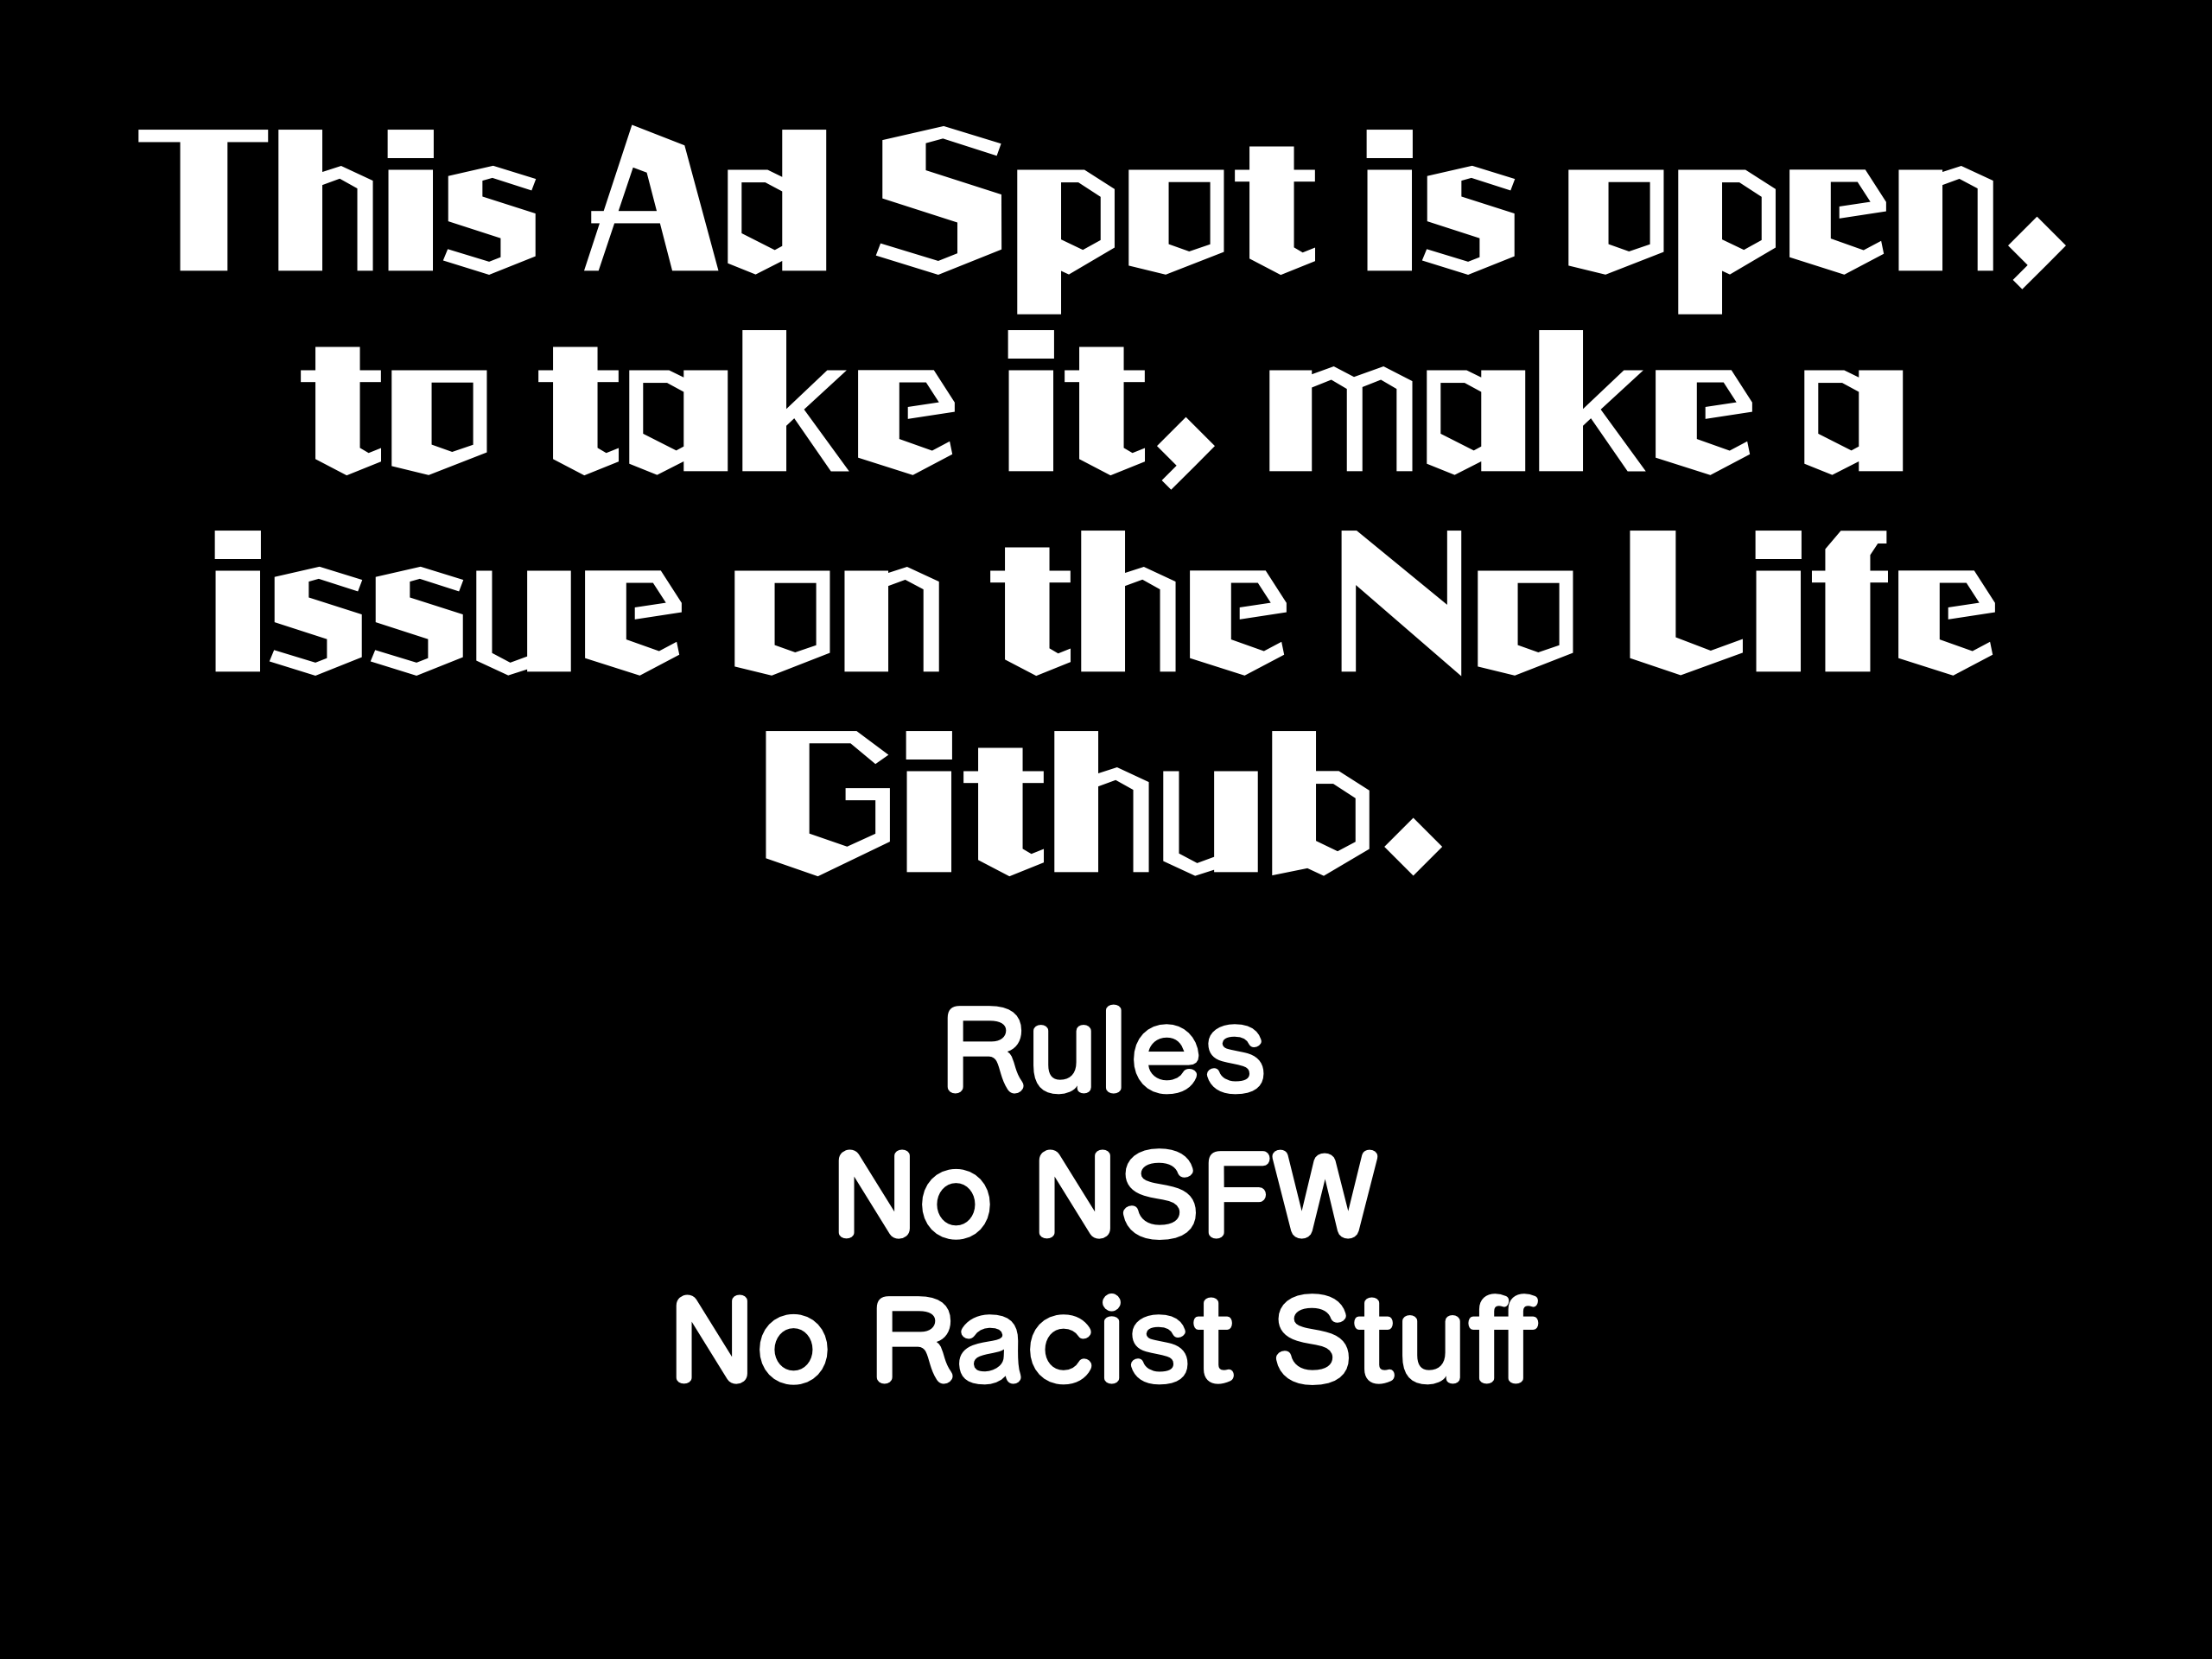 This Ad Spot is open,
to take it, make a
issue on the No Life
Github.
Rules
No NSFW
No Racist Stuff